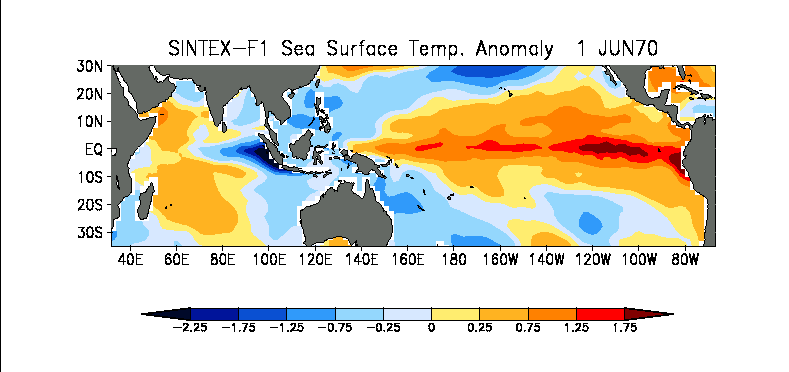 SINTEX-F1 Sea Surface Temp. Anomaly 1 JUN70
30N
20N
10N
EQ
10S
20S
30S
40E 60E 80E 100E 120E 140E 160E 180 160W 140W 120W 100W 80W
-2.25 -1.75 -1.25 -0.75 -0.25 0 0.25 0.75 1.25 1.75